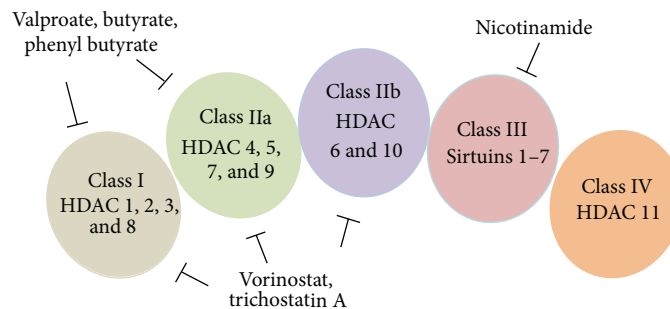 Valproate, butyrate,
phenyl butyrate
Nicotinamide
Class I
HDAC 1, 2, 3,
and 8
Class IIa
HDAC 4, 5,
7, and 9
Class IIb
HDAC
6 and 10
Class III
Sirtuins 1–7
Class IV
HDAC 11
Vorinostat,
trichostatin A